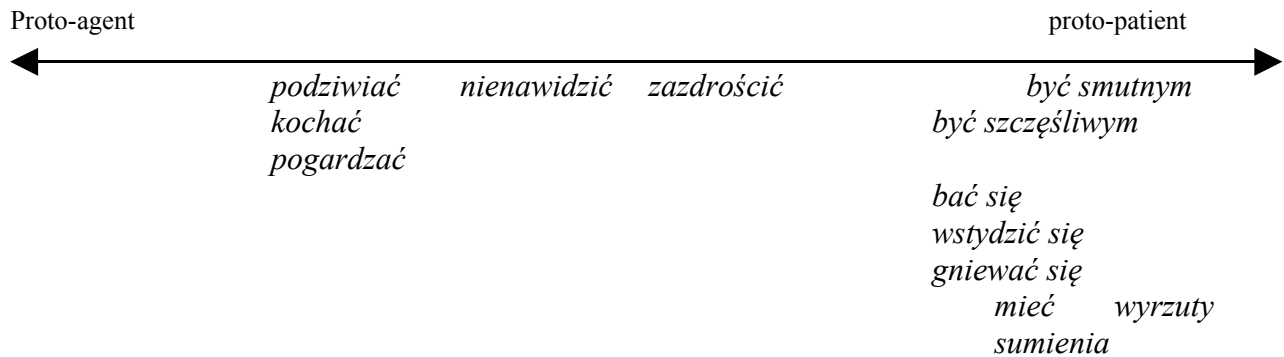 Proto-agent proto-patient
podziwiać nienawidzić zazdrościć być smutnym
kochać być szczęśliwym
pogardzać
bać się
wstydzić się
gniewać się
mieć wyrzuty
sumienia